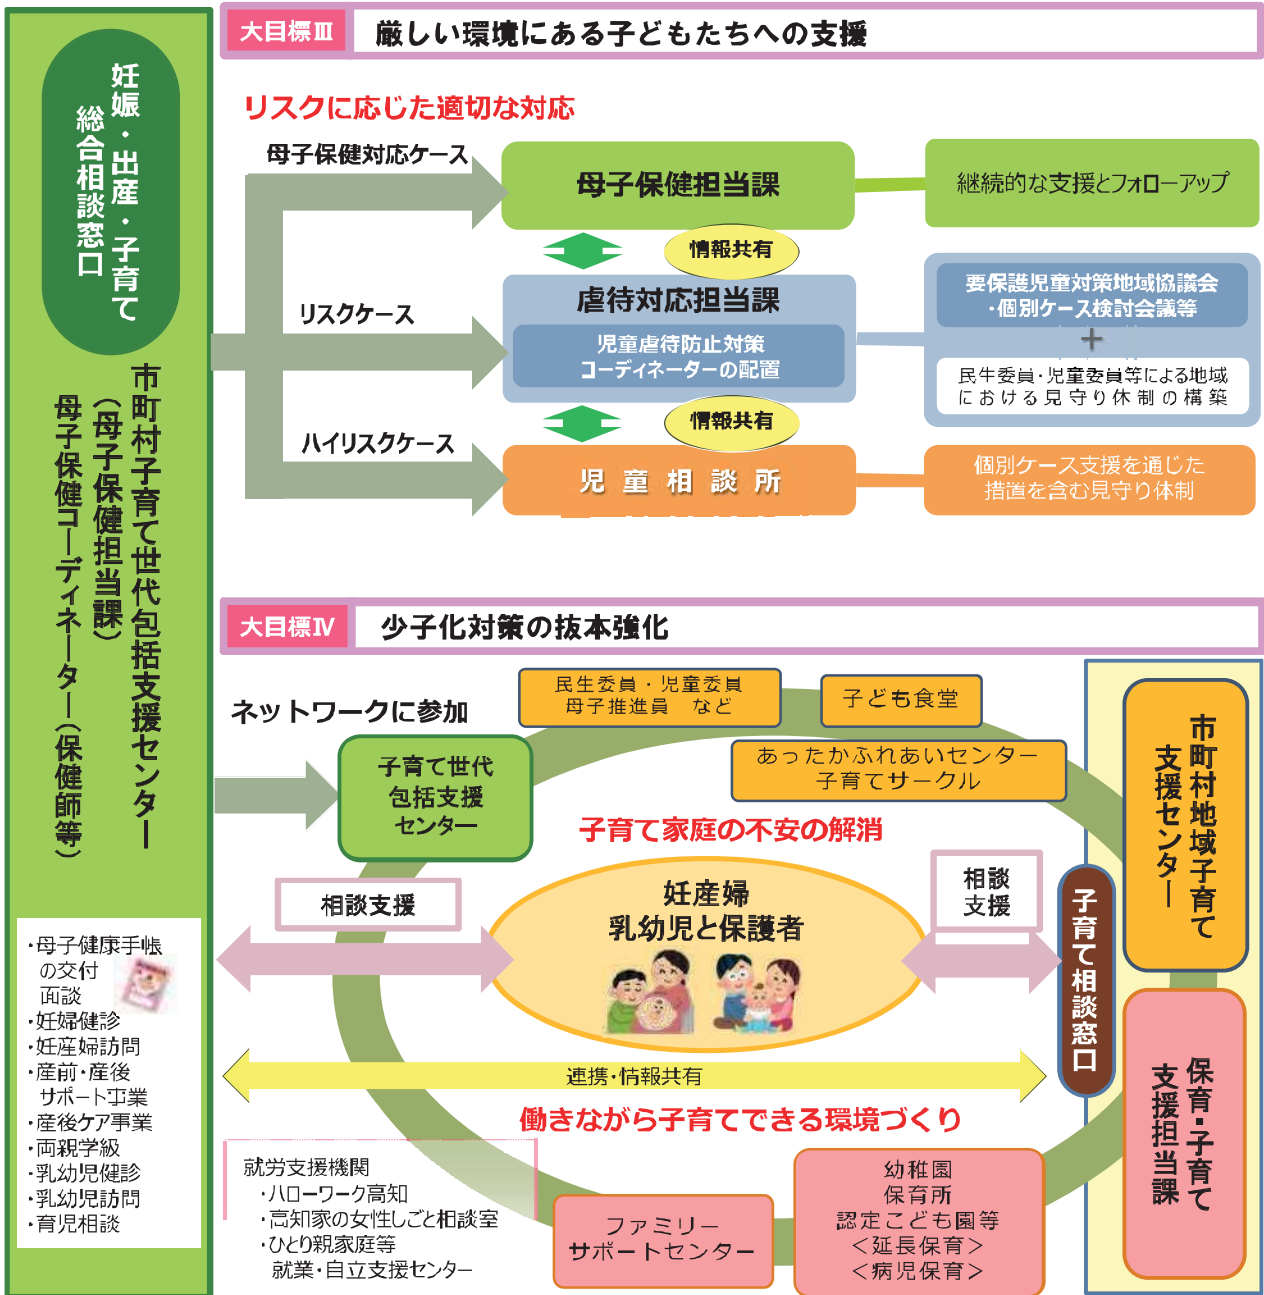 妊娠・出産・子育て
総合相談窓口
市町村子育て世代包括支援センター
（母子保健担当課）
母子保健コーディネーター（保健師等）
・母子健康手帳
の交付
面談
・妊婦健診
・妊産婦訪問
・産前・産後
サポート事業
・産後ケア事業
・両親学級
・乳幼児健診
・乳幼児訪問
・育児相談
大目標Ⅲ 厳しい環境にある子どもたちへの支援
リスクに応じた適切な対応
母子保健対応ケース
母子保健担当課
継続的な支援とフォローアップ
情報共有
リスクケース
虐待対応担当課
児童虐待防止対策
コーディネーターの配置
要保護児童対策地域協議会
・個別ケース検討会議等
＋
民生委員・児童委員等による地域
における見守り体制の構築
情報共有
ハイリスクケース
児童相談所
個別ケース支援を通じた
措置を含む見守り体制
大目標Ⅳ 少子化対策の抜本強化
ネットワークに参加
民生委員・児童委員
母子推進員　など
子ども食堂
あったかふれあいセンター
子育てサークル
子育て世代
包括支援
センター
子育て家庭の不安の解消
相談支援
妊産婦
乳幼児と保護者
相談
支援
子育て相談窓口
市町村地域子育て
支援センター
保育・子育て
支援担当課
連携・情報共有
働きながら子育てできる環境づくり
就労支援機関
・ハローワーク高知
・高知家の女性しごと相談室
・ひとり親家庭等
就業・自立支援センター
ファミリー
サポートセンター
幼稚園
保育所
認定こども園等
＜延長保育＞
＜病児保育＞